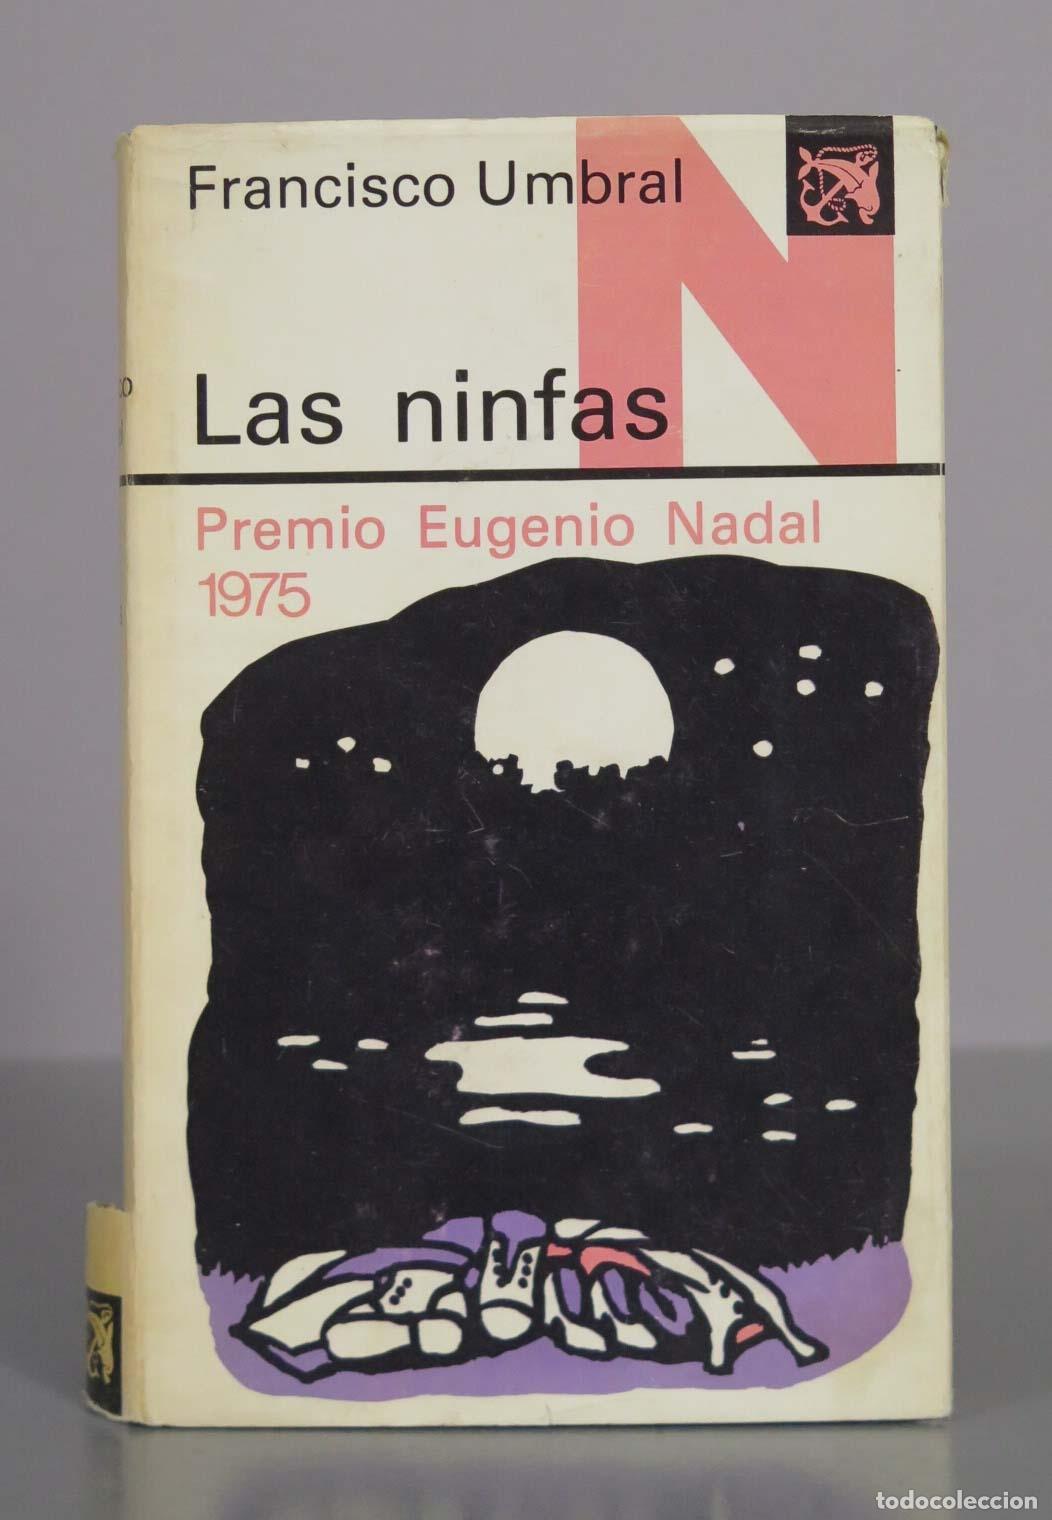 Francisco Umbral
Las ninfas
Premio Eugenio Nadal
1975
todocoleccion